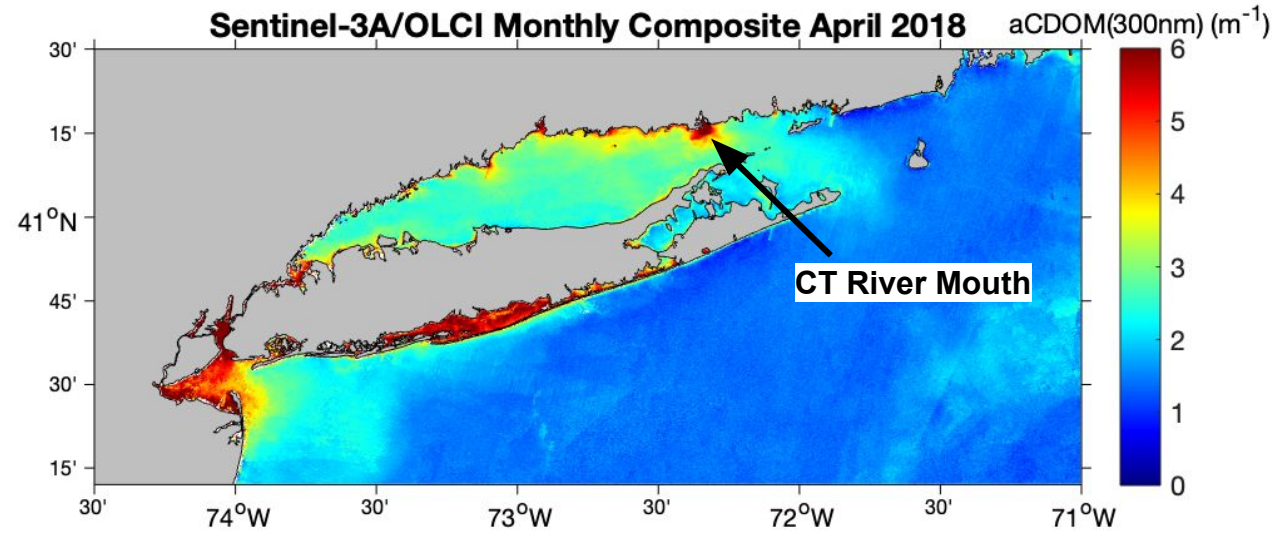 Sentinel-3A/OLCI Monthly Composite April 2018
aCDOM(300nm) (m⁻¹)
30'
15'
41°N
45'
30'
15'
CT River Mouth
6
5
4
3
2
1
0
30'
74°W
30'
73°W
30'
72°W
30'
71°W